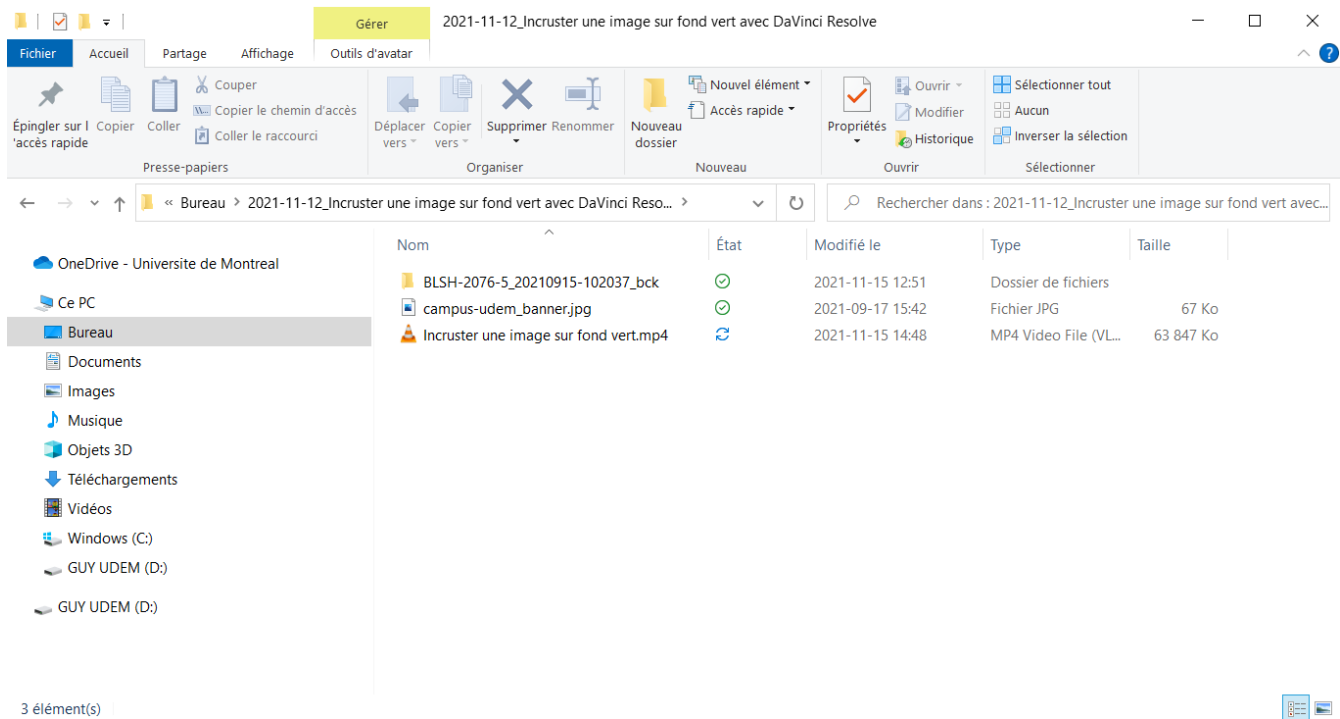 Gérer 2021-11-12_Incruster une image sur fond vert avec DaVinci Resolve
Fichier Accueil Partage Affichage Outils d'avatar ?
Épingler sur l
'accès rapide
Copier
Coller
Couper
Copier le chemin d'accès
Coller le raccourci
Presse-papiers
Déplacer
vers
Copier
vers
Supprimer
Renommer
Organiser
Nouveau
dossier
Nouvel élément
Accès rapide
Nouveau
Propriétés
Ouvrir
Modifier
Historique
Ouvrir
Sélectionner tout
Aucun
Inverser la sélection
Sélectionner
« Bureau > 2021-11-12_Incruster une image sur fond vert avec DaVinci Reso... >
Rechercher dans : 2021-11-12_Incruster une image sur fond vert avec...
OneDrive - Universite de Montreal
Ce PC
Bureau
Documents
Images
Musique
Objets 3D
Téléchargements
Vidéos
Windows (C:)
GUY UDEM (D:)
GUY UDEM (D:)
Nom État Modifié le Type Taille
BLSH-2076-5_20210915-102037_bck 2021-11-15 12:51 Dossier de fichiers
campus-udem_banner.jpg 2021-09-17 15:42 Fichier JPG 67 Ko
Incruster une image sur fond vert.mp4 2021-11-15 14:48 MP4 Video File (VL... 63 847 Ko
3 élément(s)